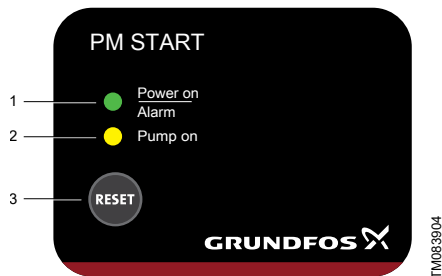 PM START
1
Power on
Alarm
2
Pump on
3
RESET
GRUNDFOS
TM083904